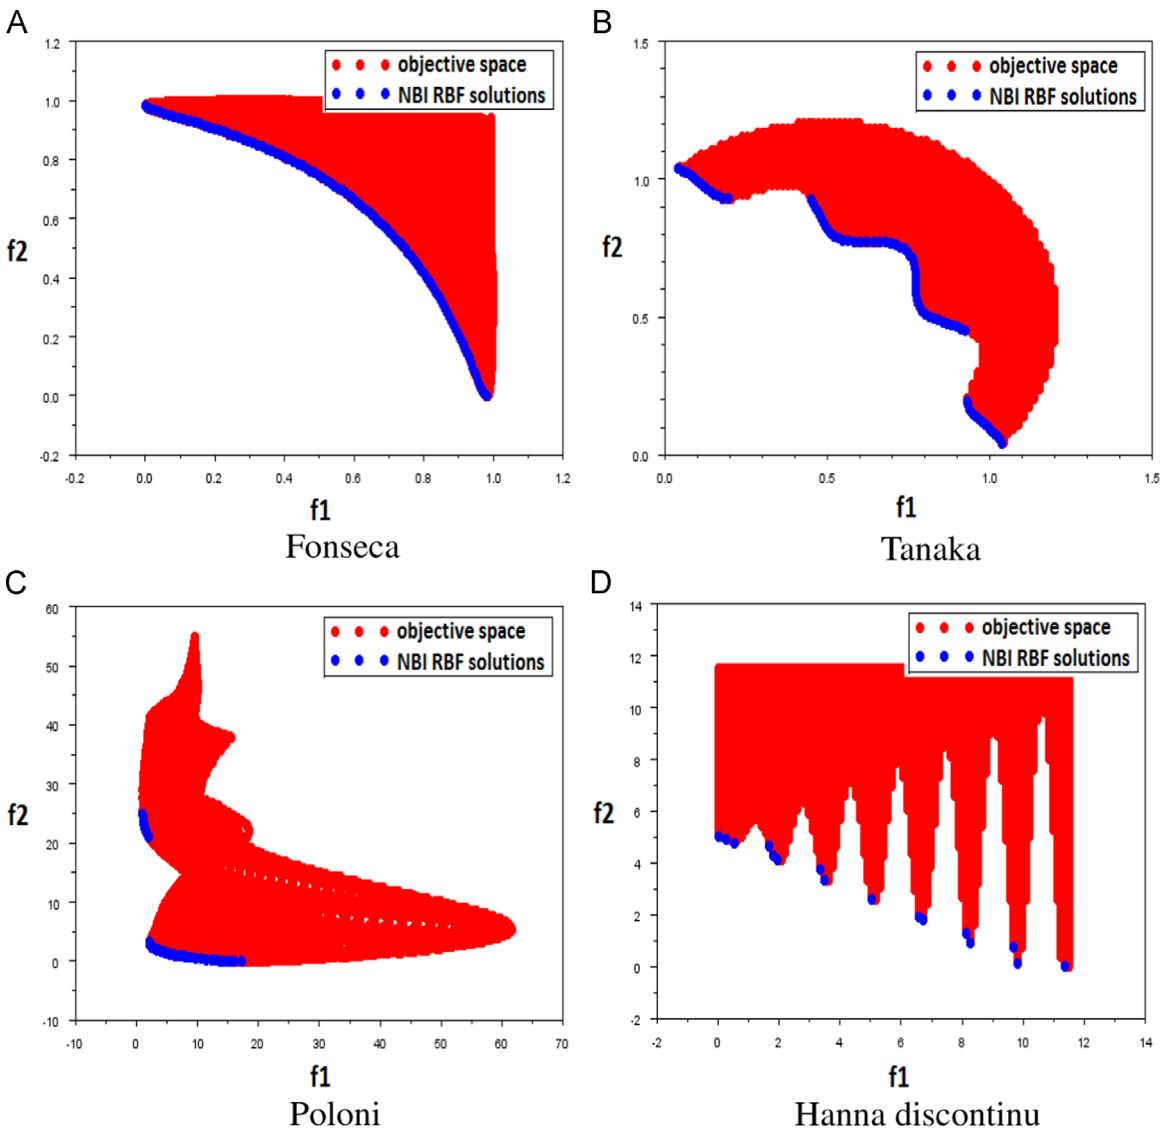 A
1.2
1.0
0.8
0.6
0.4
0.2
0.0
-0.2
f2
objective space
NBI RBF solutions
-0.2 0.0 0.2 0.4 0.6 0.8 1.0 1.2
f1
Fonseca
B
1.5
1.0
0.5
0.0
f2
objective space
NBI RBF solutions
0.0 0.5 1.0 1.5
f1
Tanaka
C
60
50
40
30
20
10
0
-10
f2
objective space
NBI RBF solutions
-10 0 10 20 30 40 50 60 70
f1
Poloni
D
14
12
10
8
6
4
2
0
-2
f2
objective space
NBI RBF solutions
-2 0 2 4 6 8 10 12 14
f1
Hanna discontinu